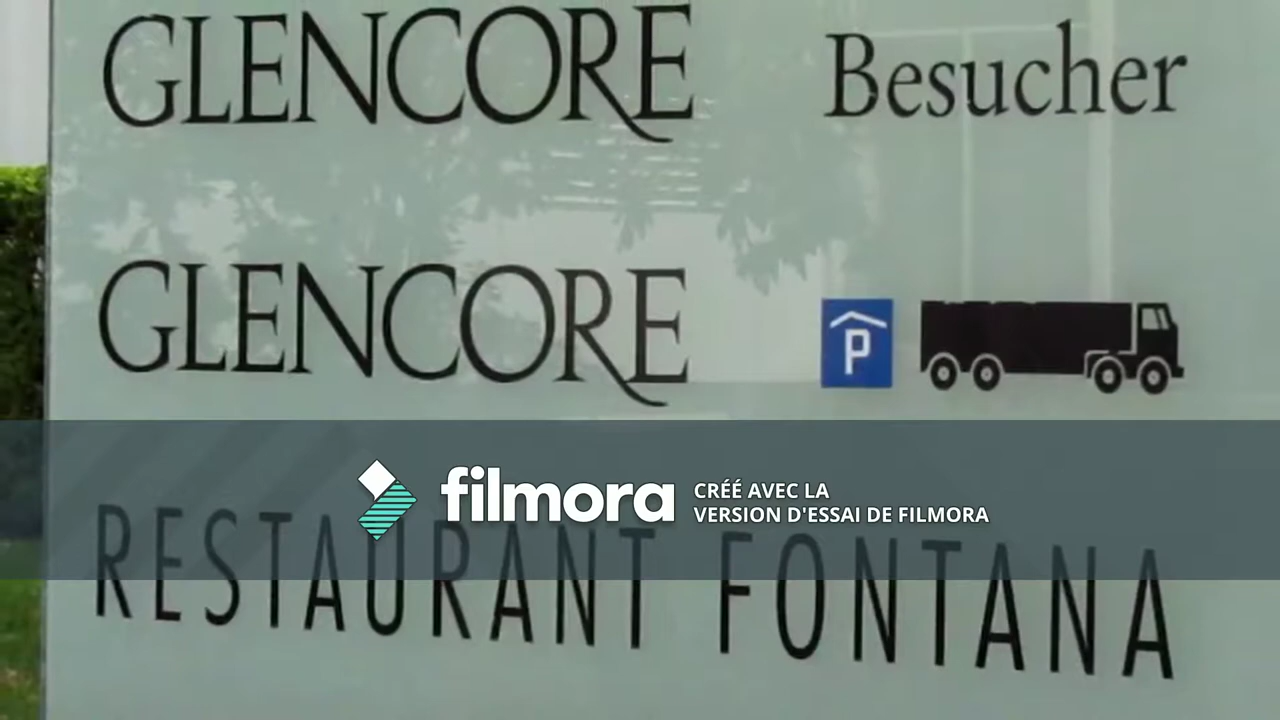 GLENCORE Besucher
GLENCORE P
filmora CRÉÉ AVEC LA
VERSION D'ESSAI DE FILMORA
RESTAURANT FONTANA